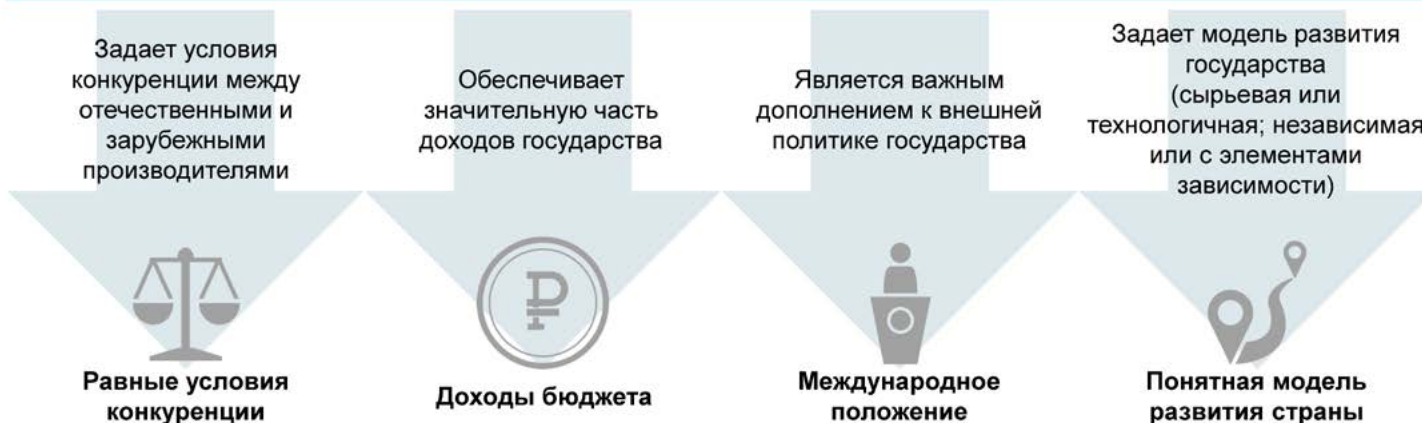 Задает условия
конкуренции между
отечественными и
зарубежными
производителями
Обеспечивает
значительную часть
доходов государства
Является важным
дополнением к внешней
политике государства
Задает модель развития
государства
(сырьевая или
технологичная; независимая
или с элементами
зависимости)
Равные условия
конкуренции
Доходы бюджета
Международное
положение
Понятная модель
развития страны